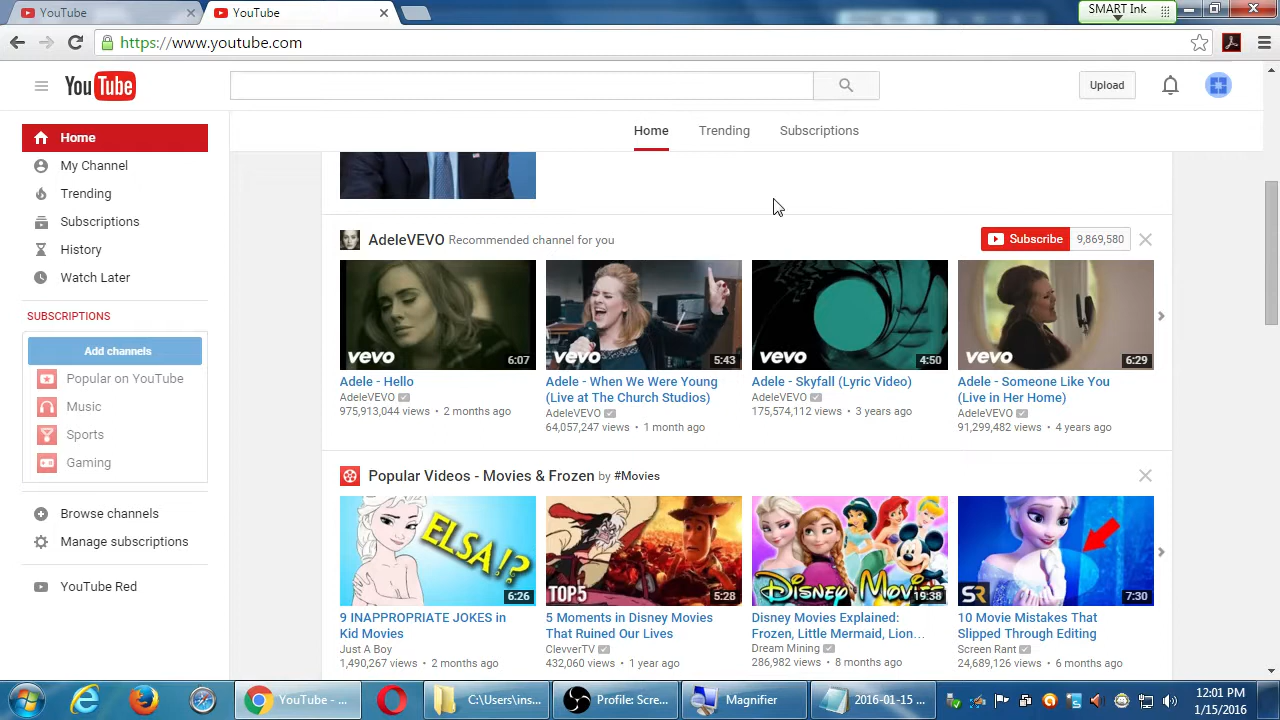 YouTube
YouTube
SMART Ink
https://www.youtube.com
YouTube
Upload
Home
Trending
Subscriptions
Home
My Channel
Trending
Subscriptions
History
Watch Later
SUBSCRIPTIONS
Add channels
Popular on YouTube
Music
Sports
Gaming
Browse channels
Manage subscriptions
YouTube Red
AdeleVEVO Recommended channel for you
Subscribe 9,869,580
vevo 6:07
vevo 5:43
vevo 4:50
vevo 6:29
Adele - Hello
AdeleVEVO
975,913,044 views • 2 months ago
Adele - When We Were Young
(Live at The Church Studios)
AdeleVEVO
64,057,247 views • 1 month ago
Adele - Skyfall (Lyric Video)
AdeleVEVO
175,574,112 views • 3 years ago
Adele - Someone Like You
(Live in Her Home)
AdeleVEVO
91,299,482 views • 4 years ago
Popular Videos - Movies & Frozen by #Movies
ELSA!?
6:26
TOP5
5:28
DISNEY MOVIES
19:38
SR
7:30
9 INAPPROPRIATE JOKES in
Kid Movies
Just A Boy
1,490,267 views • 2 months ago
5 Moments in Disney Movies
That Ruined Our Lives
ClevverTV
432,060 views • 1 year ago
Disney Movies Explained:
Frozen, Little Mermaid, Lion...
Dream Mining
286,982 views • 8 months ago
10 Movie Mistakes That
Slipped Through Editing
Screen Rant
24,689,126 views • 6 months ago
YouTube - ...
C:\Users\ins...
Profile: Scre...
Magnifier
2016-01-15 ...
12:01 PM
1/15/2016